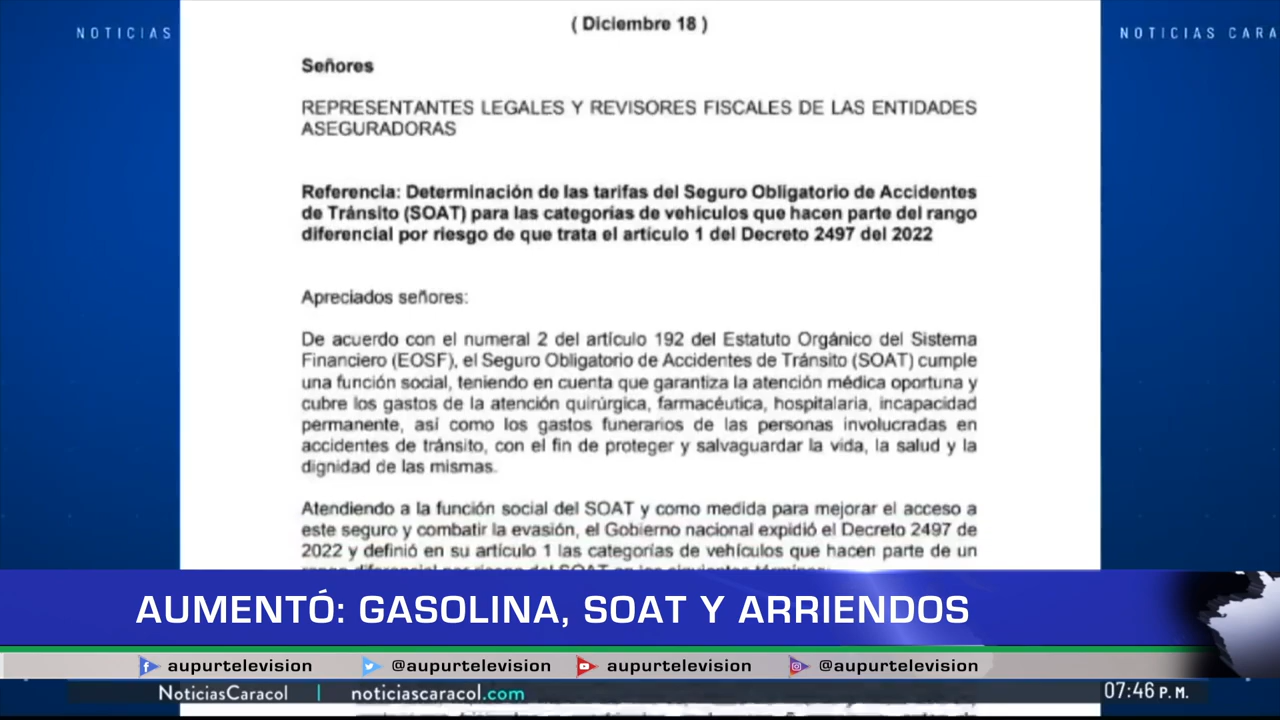 NOTICIAS
NOTICIAS CARA
( Diciembre 18 )
Señores
REPRESENTANTES LEGALES Y REVISORES FISCALES DE LAS ENTIDADES
ASEGURADORAS
Referencia: Determinación de las tarifas del Seguro Obligatorio de Accidentes
de Tránsito (SOAT) para las categorías de vehículos que hacen parte del rango
diferencial por riesgo de que trata el artículo 1 del Decreto 2497 del 2022
Apreciados señores:
De acuerdo con el numeral 2 del artículo 192 del Estatuto Orgánico del Sistema
Financiero (EOSF), el Seguro Obligatorio de Accidentes de Tránsito (SOAT) cumple
una función social, teniendo en cuenta que garantiza la atención médica oportuna y
cubre los gastos de la atención quirúrgica, farmacéutica, hospitalaria, incapacidad
permanente, así como los gastos funerarios de las personas involucradas en
accidentes de tránsito, con el fin de proteger y salvaguardar la vida, la salud y la
dignidad de las mismas.
Atendiendo a la función social del SOAT y como medida para mejorar el acceso a
este seguro y combatir la evasión, el Gobierno nacional expidió el Decreto 2497 de
2022 y definió en su artículo 1 las categorías de vehículos que hacen parte de un
AUMENTÓ: GASOLINA, SOAT Y ARRIENDOS
aupurtelevision
@aupurtelevision
aupurtelevision
@aupurtelevision
NoticiasCaracol | noticiascaracol.com
07:46 P. M.